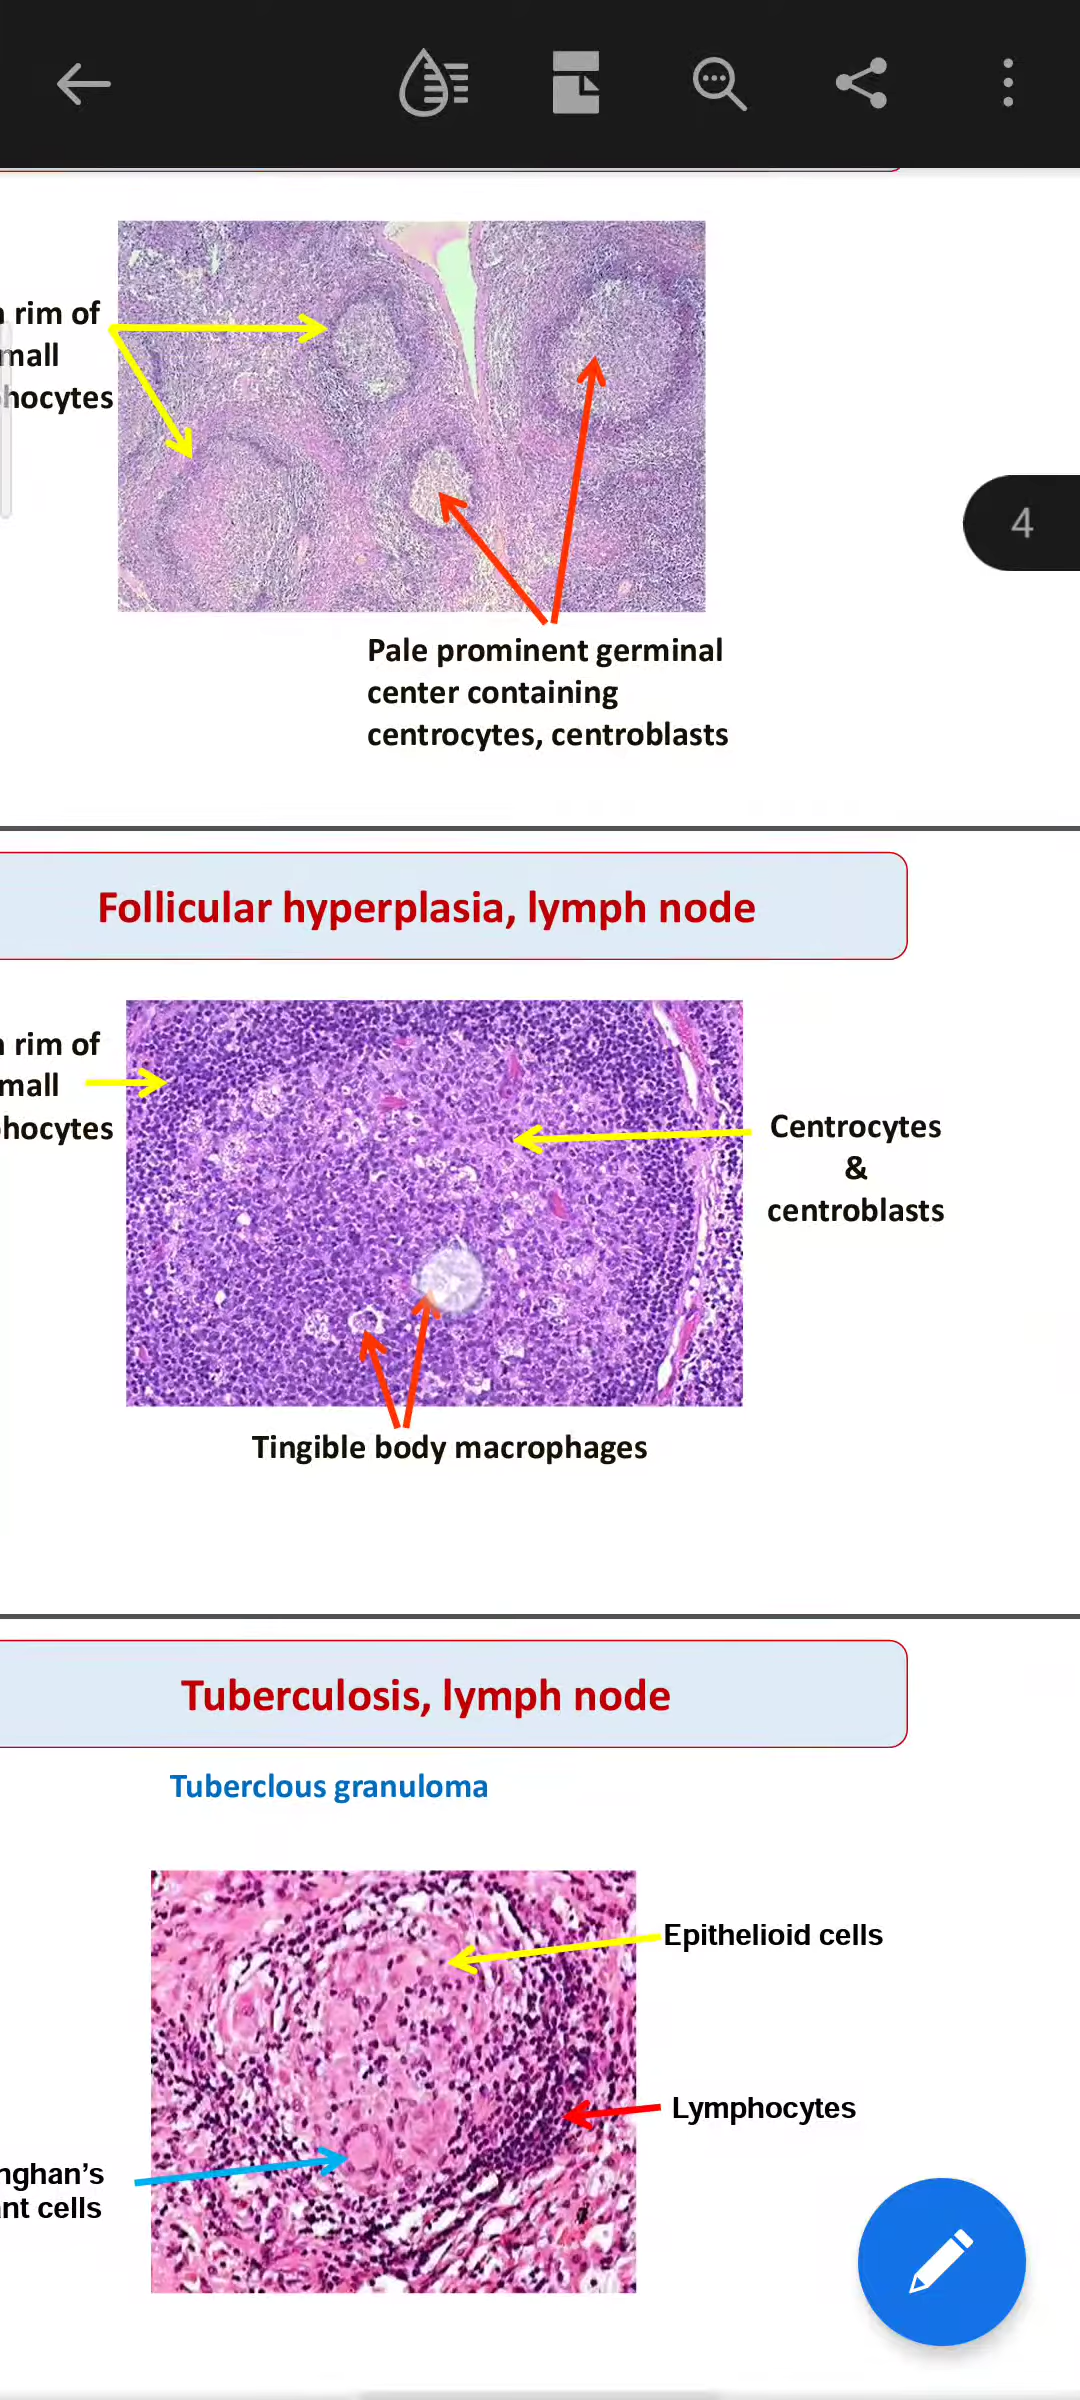 rim of
mall
hocytes
4
Pale prominent germinal
center containing
centrocytes, centroblasts
Follicular hyperplasia, lymph node
rim of
mall
hocytes
Centrocytes
&
centroblasts
Tingible body macrophages
Tuberculosis, lymph node
Tuberclous granuloma
Epithelioid cells
Lymphocytes
nghan's
nt cells